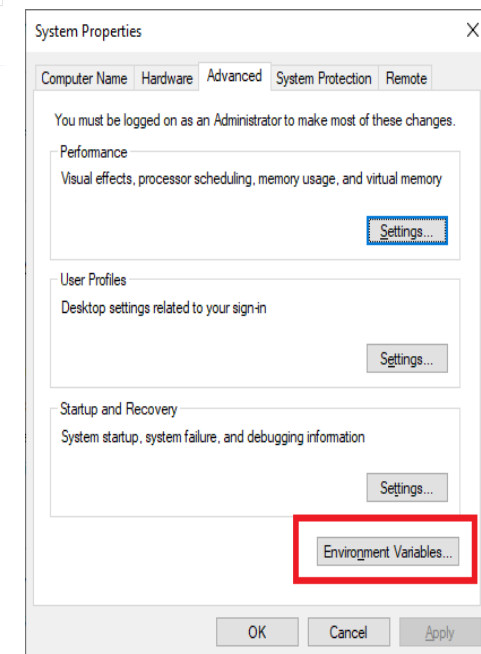 System Properties
Computer Name Hardware Advanced System Protection Remote
You must be logged on as an Administrator to make most of these changes.
Performance
Visual effects, processor scheduling, memory usage, and virtual memory
Settings...
User Profiles
Desktop settings related to your sign-in
Settings...
Startup and Recovery
System startup, system failure, and debugging information
Settings...
Environment Variables...
OK Cancel Apply